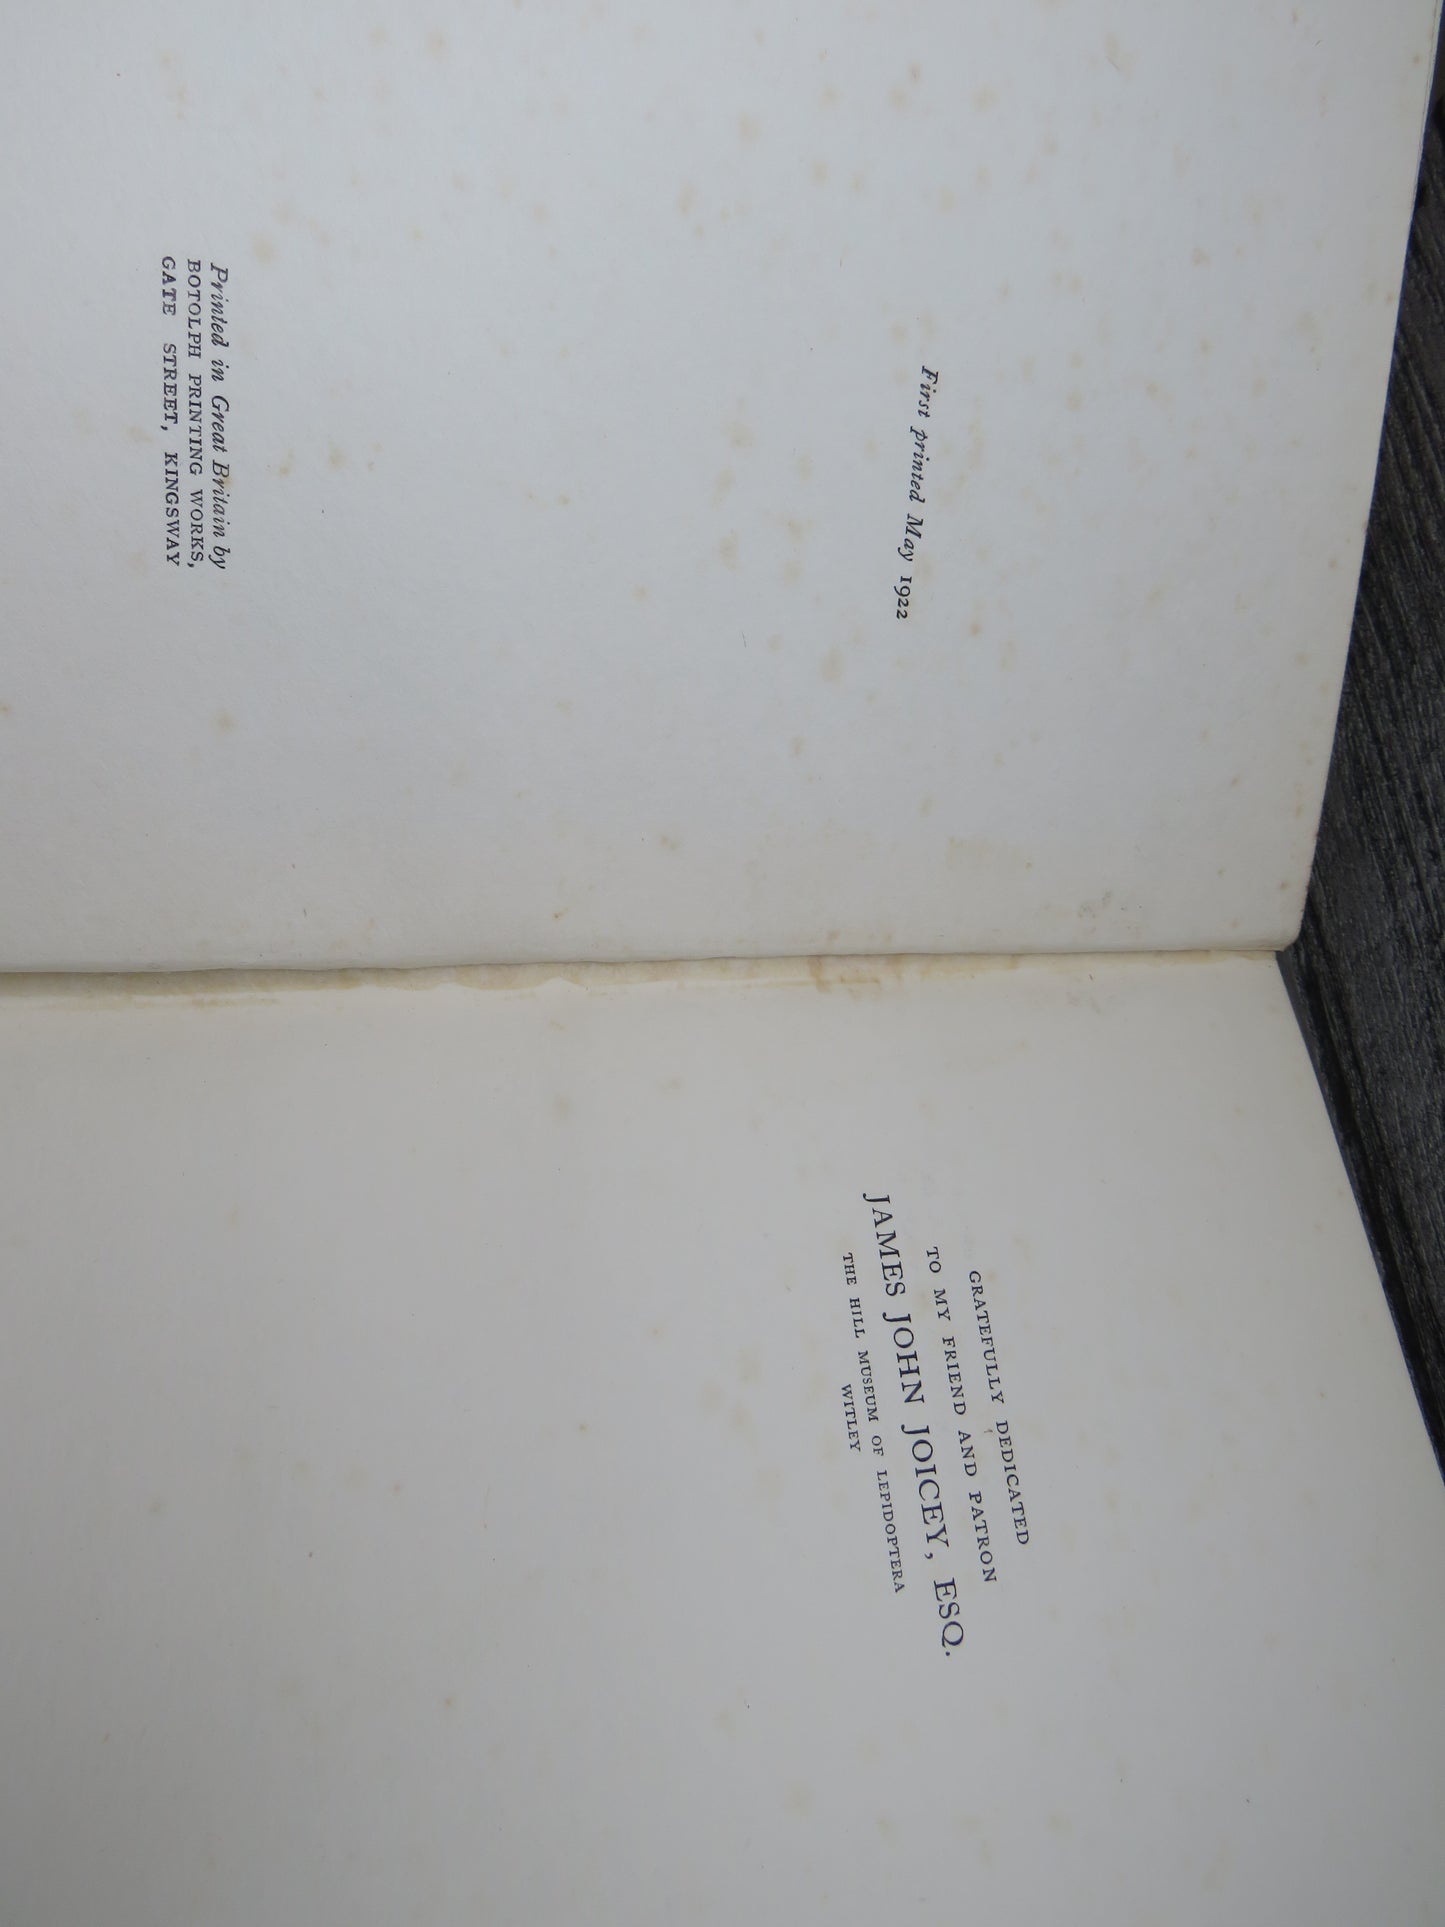 First printed May 1922
Printed in Great Britain by
BOTOLPH PRINTING WORKS,
GATE STREET, KINGSWAY
GRATEFULLY DEDICATED
TO MY FRIEND AND PATRON
JAMES JOHN JOICEY, ESQ.
THE HILL MUSEUM OF LEPIDOPTERA
WITLEY